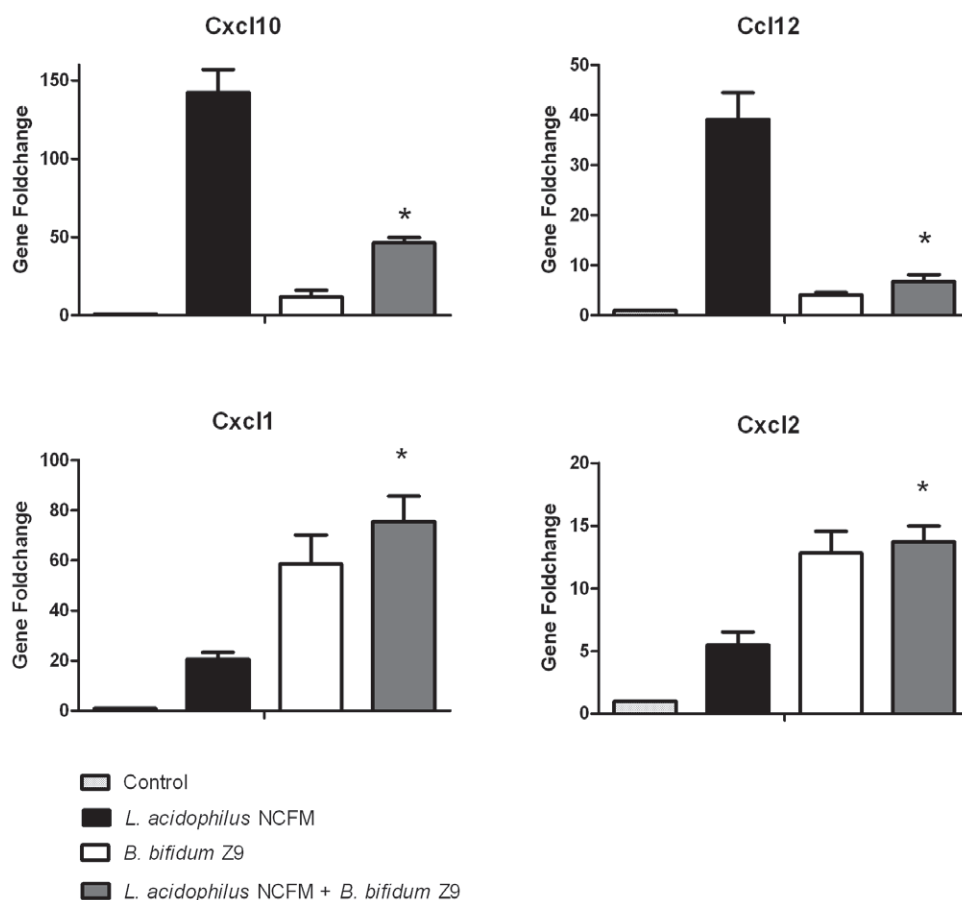 Cxcl10
Gene Foldchange
150
100
50
0
*
Ccl12
Gene Foldchange
50
40
30
20
10
0
*
Cxcl1
Gene Foldchange
100
80
60
40
20
0
*
Cxcl2
Gene Foldchange
20
15
10
5
0
*
Control
L. acidophilus NCFM
B. bifidum Z9
L. acidophilus NCFM + B. bifidum Z9